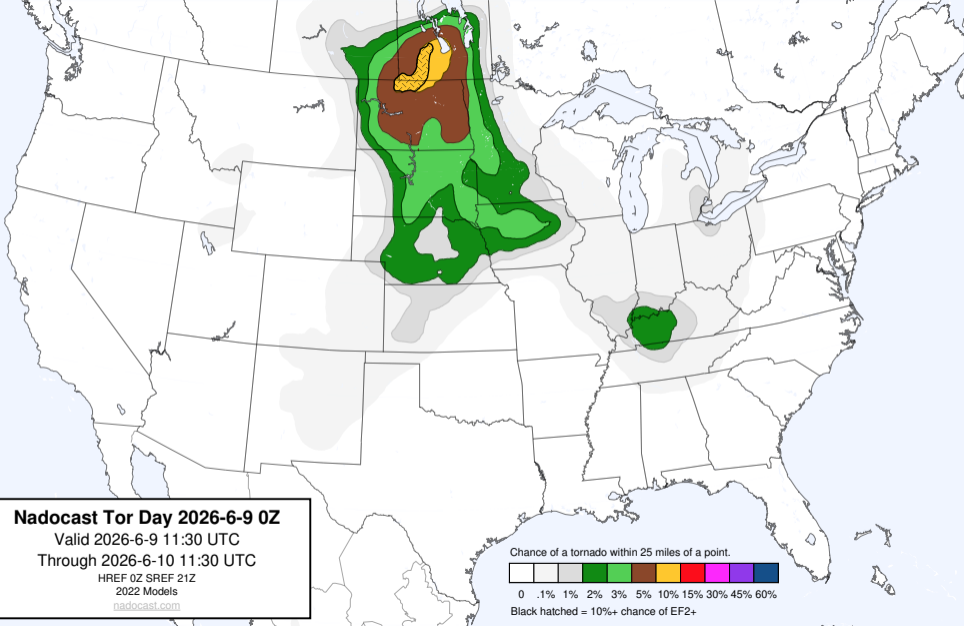 Nadocast Tor Day 2026-6-9 0Z
Valid 2026-6-9 11:30 UTC
Through 2026-6-10 11:30 UTC
HREF 0Z SREF 21Z
2022 Models
nadocast.com
Chance of a tornado within 25 miles of a point.
0 .1% 1% 2% 3% 5% 10% 15% 30% 45% 60%
Black hatched = 10%+ chance of EF2+